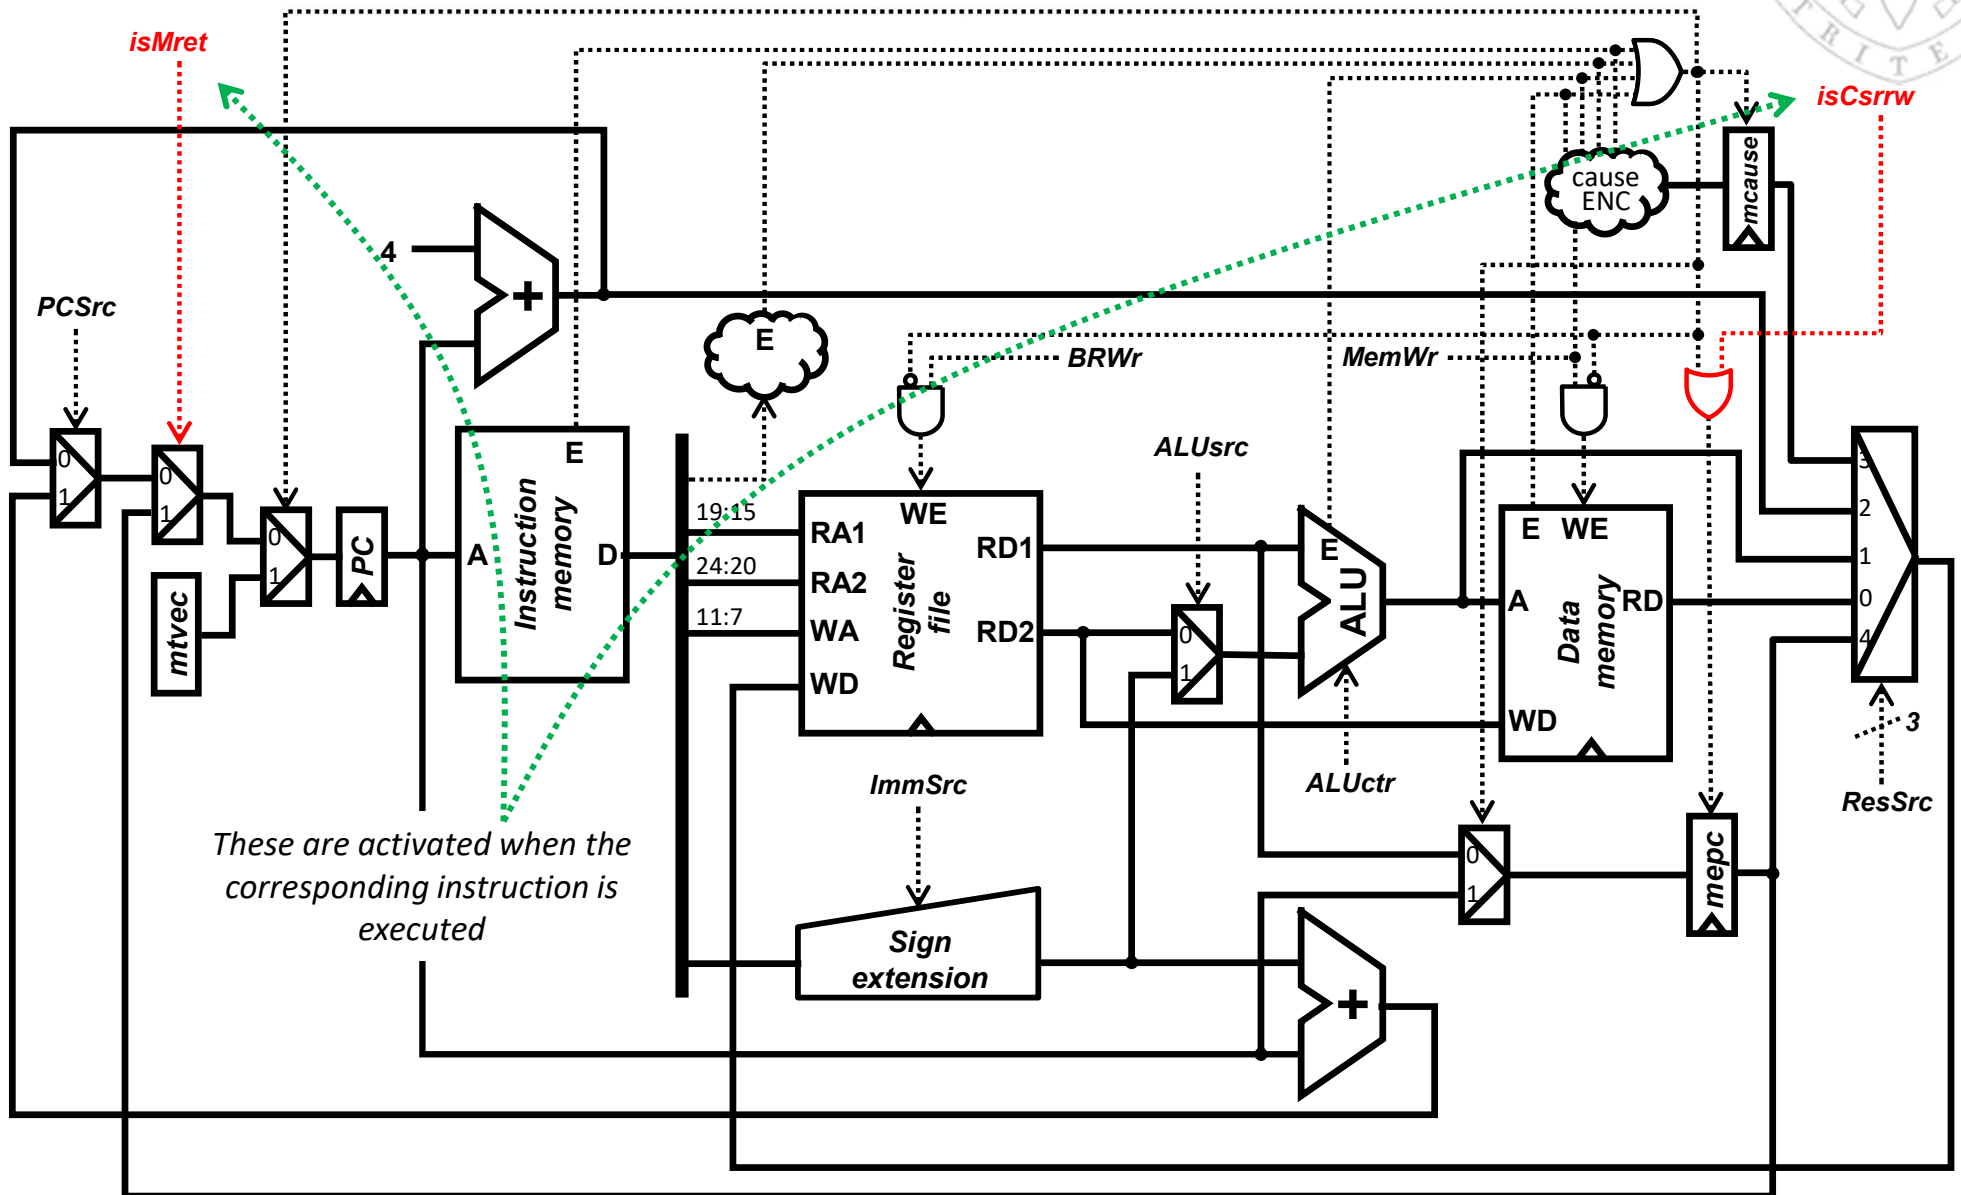 T R I T E
isMret
isCsrrw
mcause
cause
ENC
4
+
PCSrc
E
BRWr
MemWr
0
1
0
1
0
1
PC
mtvec
E
A
D
Instruction
memory
19:15
24:20
11:7
WE
RA1
RA2
WA
WD
RD1
RD2
Register
file
ALUsrc
0
1
E
ALU
ALUctr
E
WE
A
RD
WD
Data
memory
3
2
1
0
4
3
ResSrc
ImmSrc
Sign
extension
0
1
mepc
+
These are activated when the
corresponding instruction is
executed